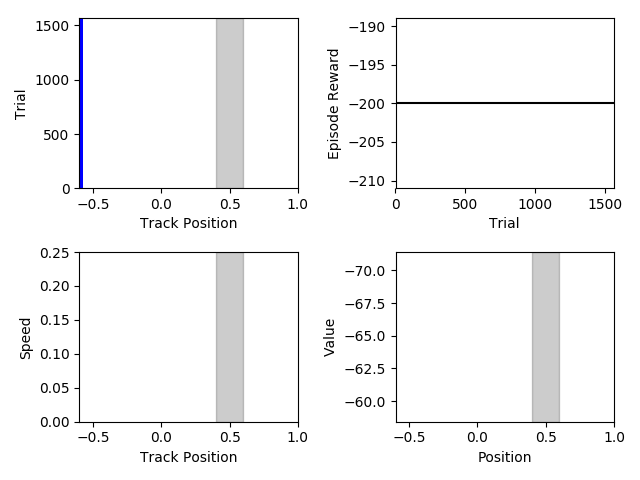 1500
1000
500
0
Trial
−0.5 0.0 0.5 1.0
Track Position
−190
−195
−200
−205
−210
Episode Reward
0 500 1000 1500
Trial
0.25
0.20
0.15
0.10
0.05
0.00
Speed
−0.5 0.0 0.5 1.0
Track Position
−70.0
−67.5
−65.0
−62.5
−60.0
Value
−0.5 0.0 0.5 1.0
Position